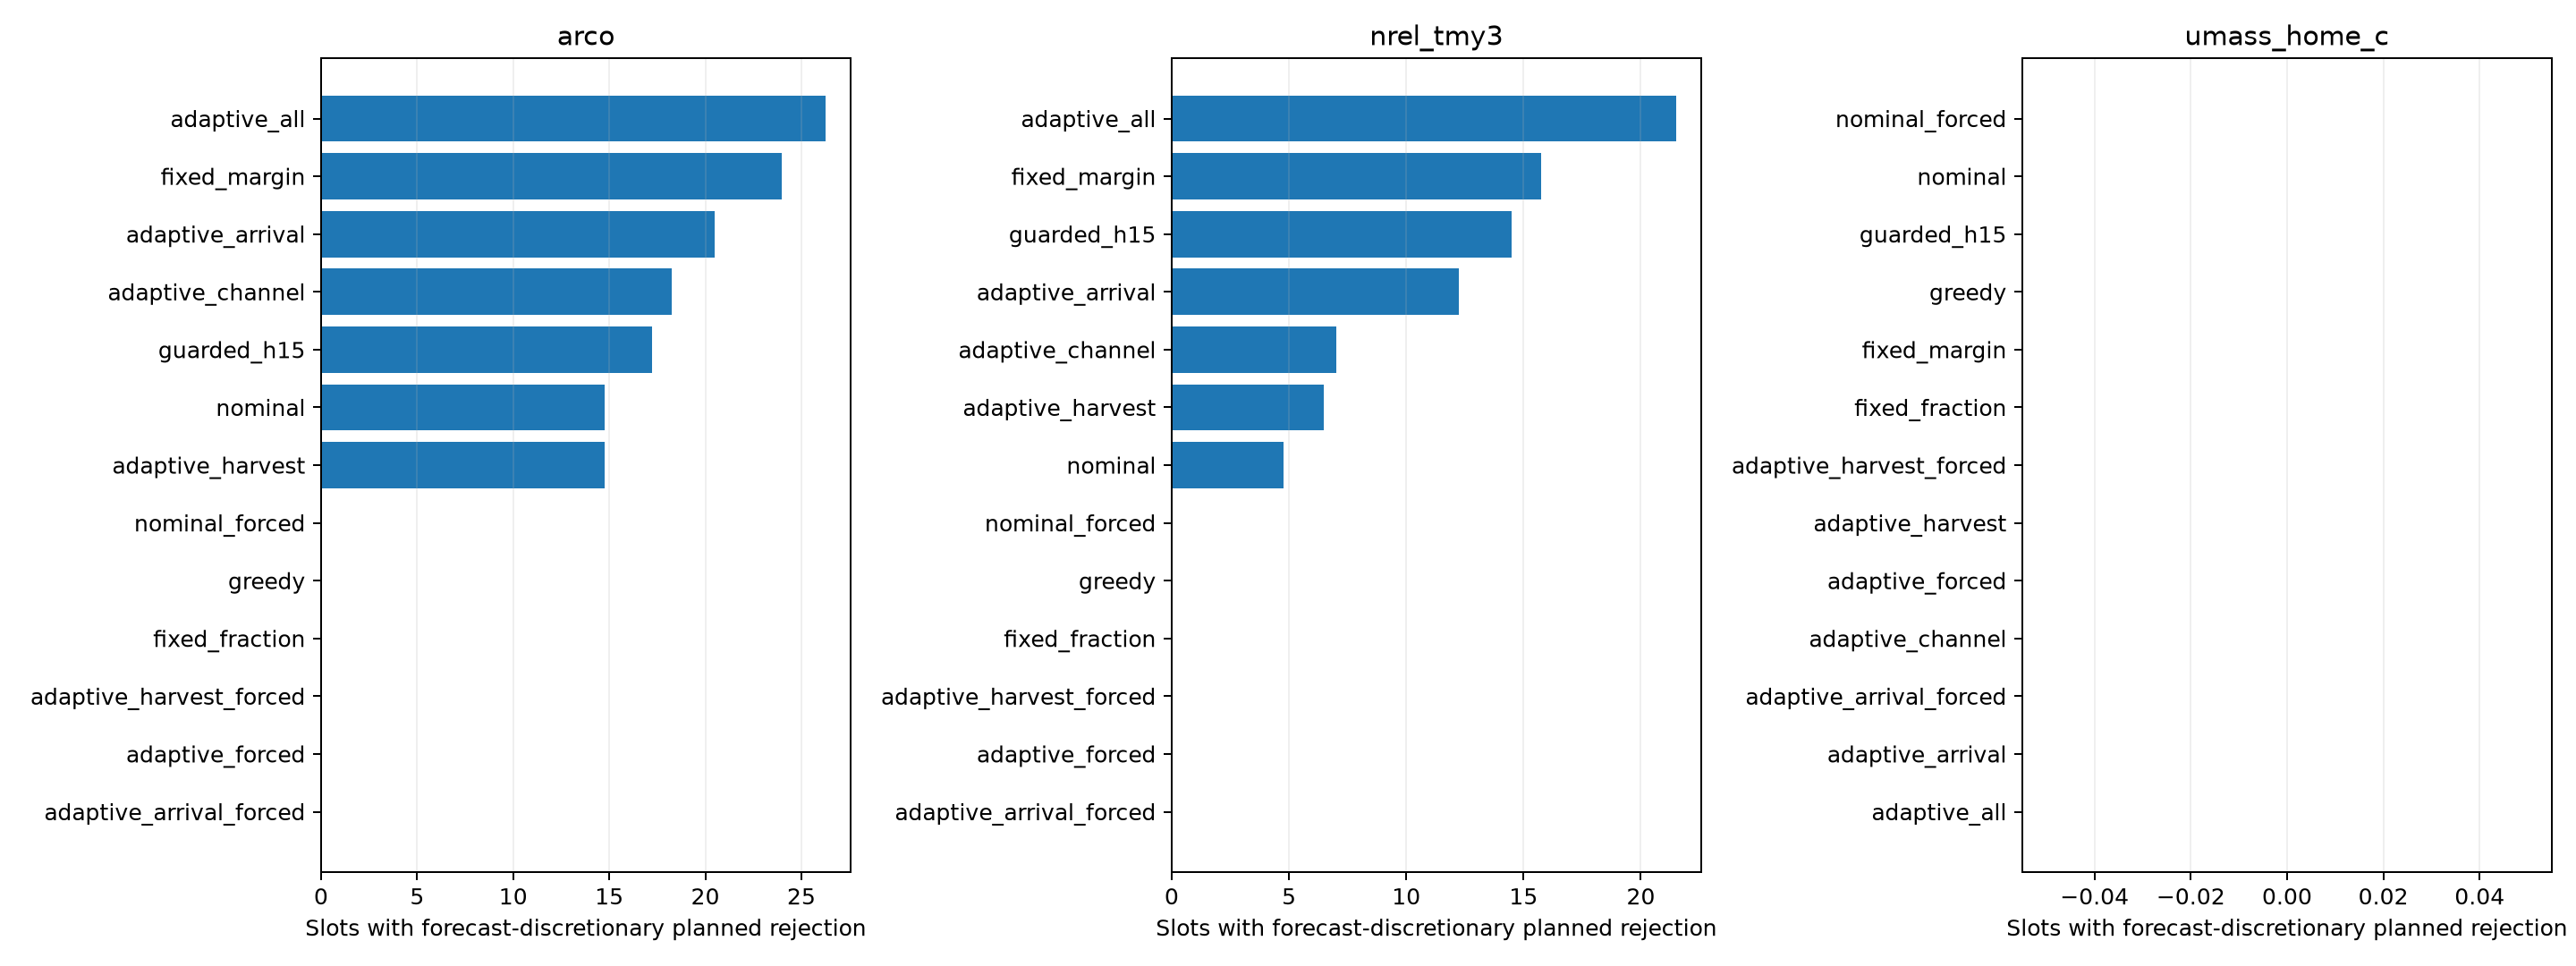 arco
adaptive_all
fixed_margin
adaptive_arrival
adaptive_channel
guarded_h15
nominal
adaptive_harvest
nominal_forced
greedy
fixed_fraction
adaptive_harvest_forced
adaptive_forced
adaptive_arrival_forced
0 5 10 15 20 25
Slots with forecast-discretionary planned rejection
nrel_tmy3
adaptive_all
fixed_margin
guarded_h15
adaptive_arrival
adaptive_channel
adaptive_harvest
nominal
nominal_forced
greedy
fixed_fraction
adaptive_harvest_forced
adaptive_forced
adaptive_arrival_forced
0 5 10 15 20
Slots with forecast-discretionary planned rejection
umass_home_c
nominal_forced
nominal
guarded_h15
greedy
fixed_margin
fixed_fraction
adaptive_harvest_forced
adaptive_harvest
adaptive_forced
adaptive_channel
adaptive_arrival_forced
adaptive_arrival
adaptive_all
−0.04 −0.02 0.00 0.02 0.04
Slots with forecast-discretionary planned rejection